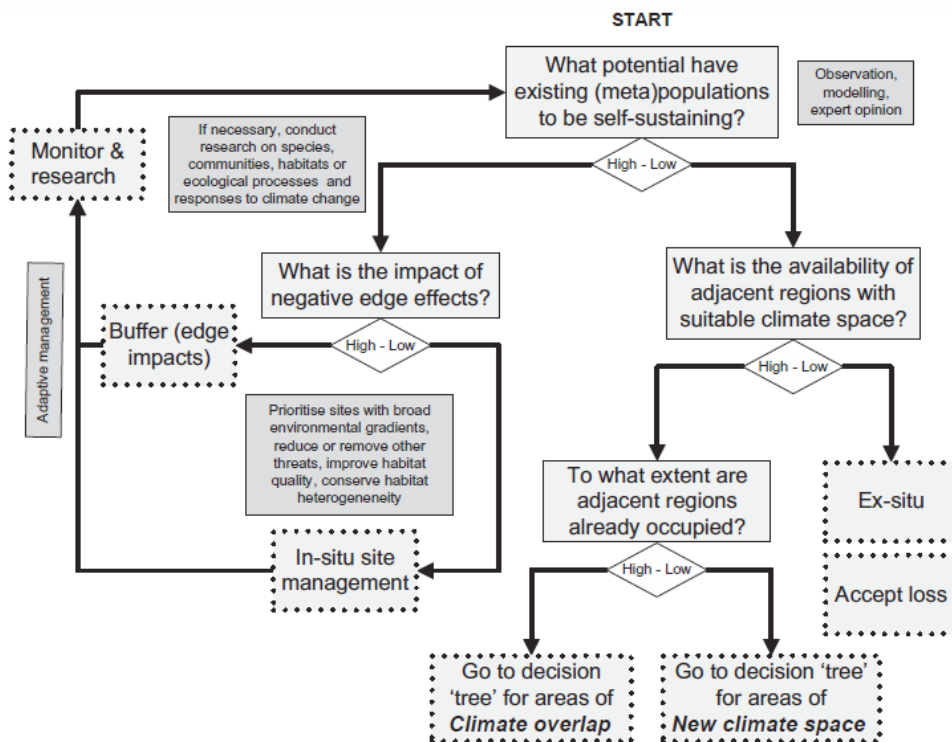 START
What potential have
existing (meta)populations
to be self-sustaining?
Observation,
modelling,
expert opinion
High - Low
Monitor &
research
If necessary, conduct
research on species,
communities, habitats or
ecological processes and
responses to climate change
What is the impact of
negative edge effects?
High - Low
What is the availability of
adjacent regions with
suitable climate space?
High - Low
Adaptive management
Buffer (edge
impacts)
Prioritise sites with broad
environmental gradients,
reduce or remove other
threats, improve habitat
quality, conserve habitat
heterogeneneity
In-situ site
management
To what extent are
adjacent regions
already occupied?
High - Low
Ex-situ
Accept loss
Go to decision
‘tree’ for areas of
Climate overlap
Go to decision ‘tree’
for areas of
New climate space